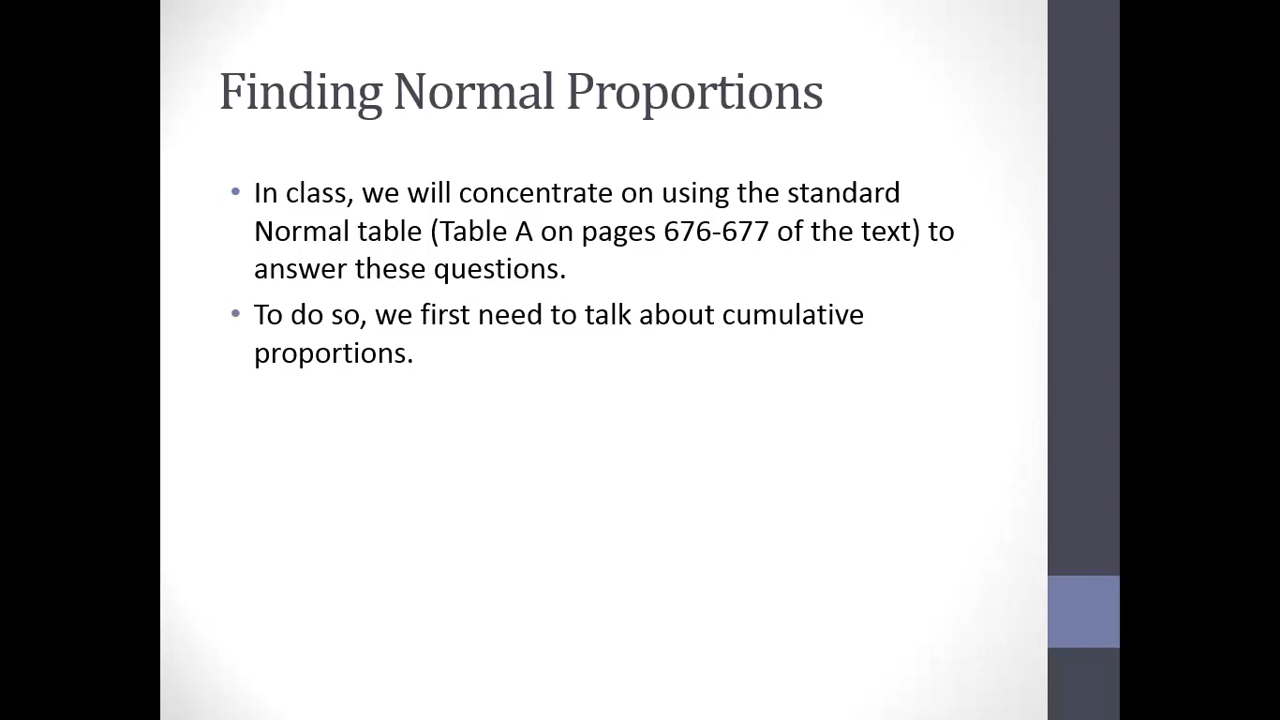 Finding Normal Proportions
• In class, we will concentrate on using the standard
Normal table (Table A on pages 676-677 of the text) to
answer these questions.
• To do so, we first need to talk about cumulative
proportions.